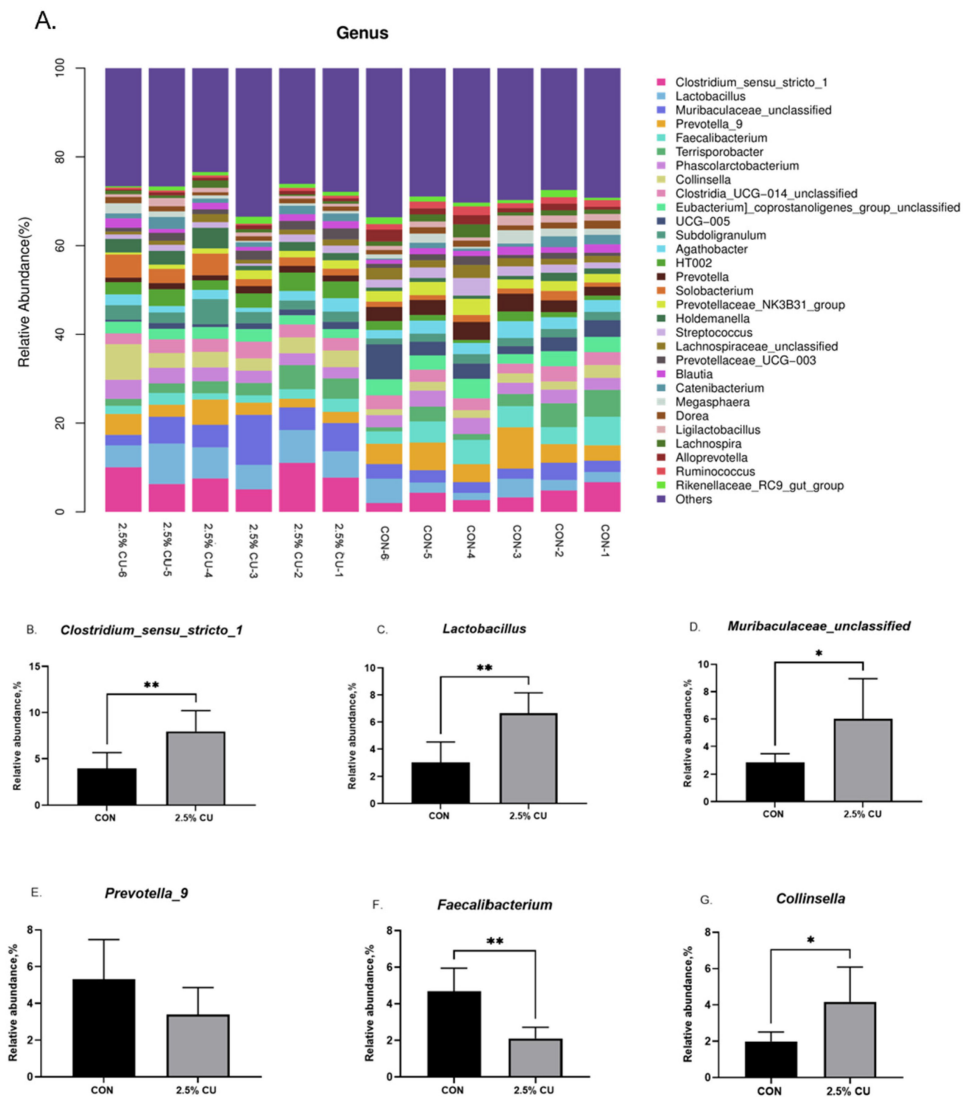 A.
Genus
Relative Abundance(%)
100
80
60
40
20
0
2.5% CU-6
2.5% CU-5
2.5% CU-4
2.5% CU-3
2.5% CU-2
2.5% CU-1
CON-6
CON-5
CON-4
CON-3
CON-2
CON-1
Clostridium_sensu_stricto_1
Lactobacillus
Muribaculaceae_unclassified
Prevotella_9
Faecalibacterium
Terrisporobacter
Phascolarctobacterium
Collinsella
Clostridia_UCG-014_unclassified
Eubacterium]_coprostanoligenes_group_unclassified
UCG-005
Subdoligranulum
Agathobacter
HT002
Prevotella
Solobacterium
Prevotellaceae_NK3B31_group
Holdemanella
Streptococcus
Lachnospiraceae_unclassified
Prevotellaceae_UCG-003
Blautia
Catenibacterium
Megasphaera
Dorea
Ligilactobacillus
Lachnospira
Alloprevotella
Ruminococcus
Rikenellaceae_RC9_gut_group
Others
B.
Clostridium_sensu_stricto_1
Relative abundance,%
15
10
5
0
**
CON
2.5% CU
C.
Lactobacillus
Relative abundance,%
10
8
6
4
2
0
**
CON
2.5% CU
D.
Muribaculaceae_unclassified
Relative abundance,%
10
8
6
4
2
0
*
CON
2.5% CU
E.
Prevotella_9
Relative abundance,%
8
6
4
2
0
CON
2.5% CU
F.
Faecalibacterium
Relative abundance,%
8
6
4
2
0
**
CON
2.5% CU
G.
Collinsella
Relative abundance,%
8
6
4
2
0
*
CON
2.5% CU